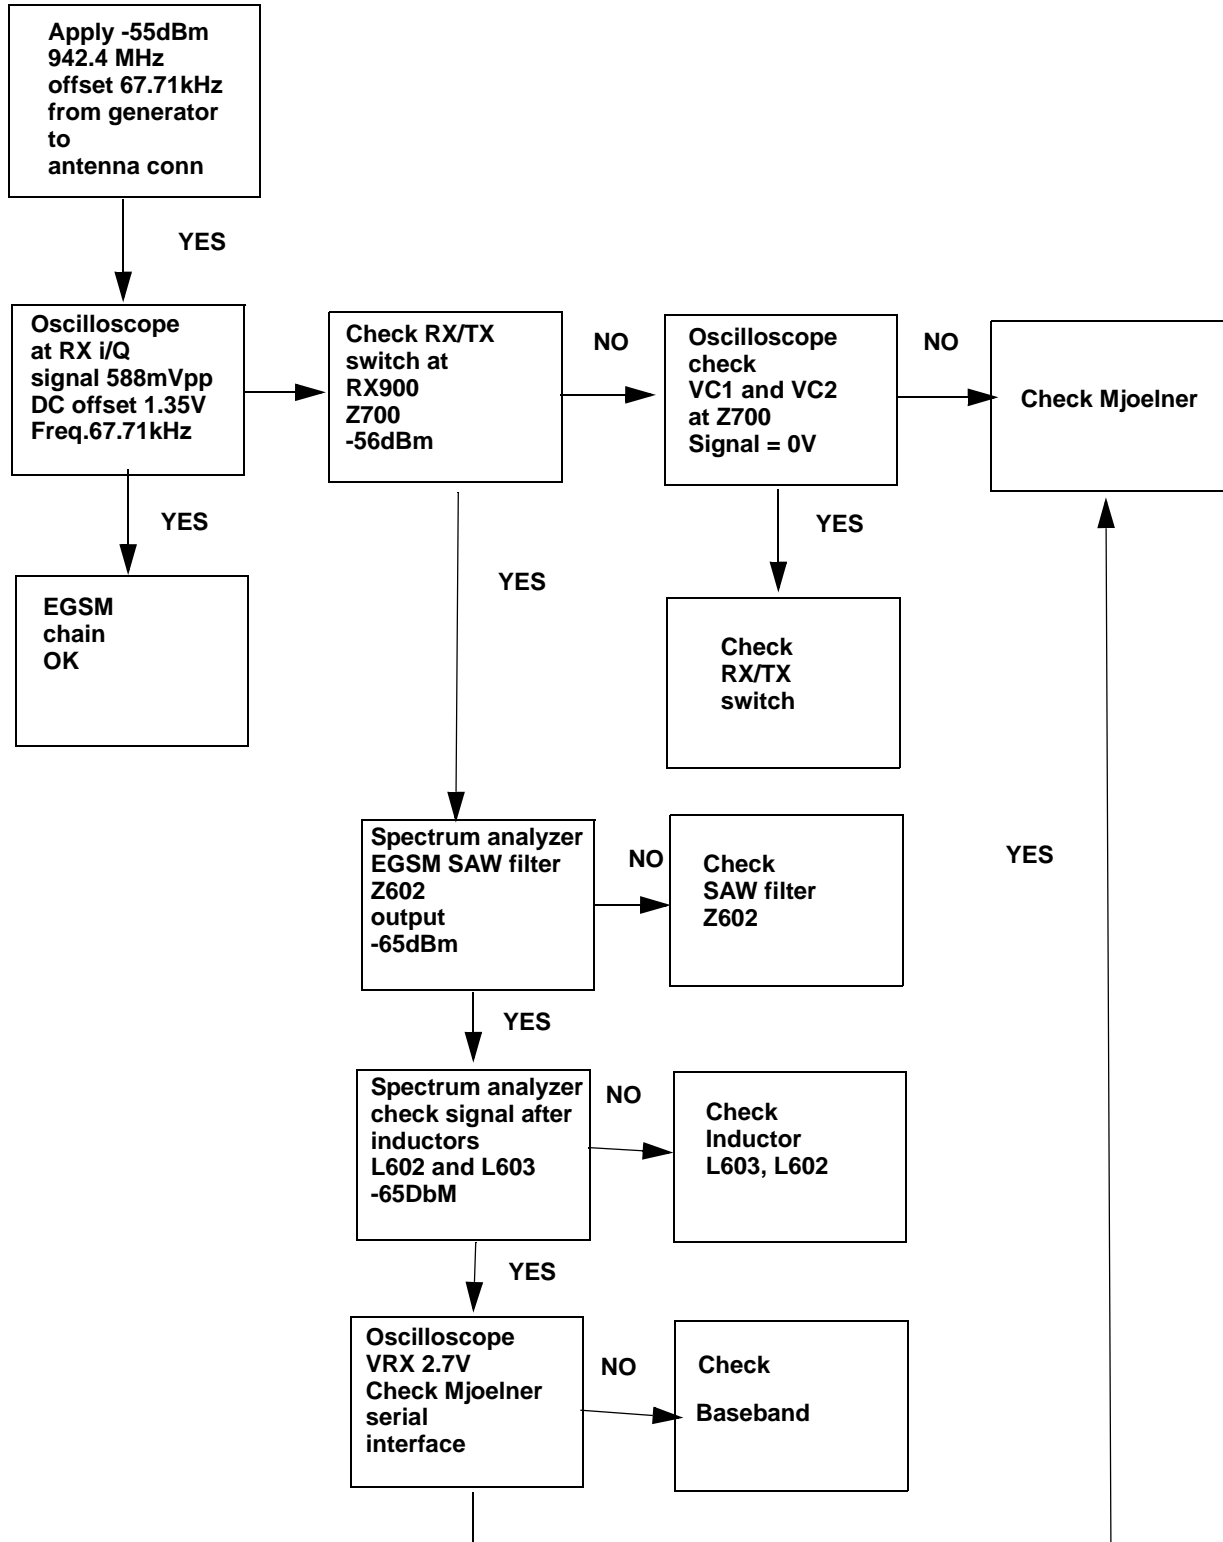 Apply -55dBm
942.4 MHz
offset 67.71kHz
from generator
to
antenna conn
YES
Oscilloscope
at RX i/Q
signal 588mVpp
DC offset 1.35V
Freq.67.71kHz
Check RX/TX
switch at
RX900
Z700
-56dBm
NO
Oscilloscope
check
VC1 and VC2
at Z700
Signal = 0V
NO
Check Mjoelner
YES
EGSM
chain
OK
YES
YES
Check
RX/TX
switch
Spectrum analyzer
EGSM SAW filter
Z602
output
-65dBm
NO
Check
SAW filter
Z602
YES
YES
Spectrum analyzer
check signal after
inductors
L602 and L603
-65DbM
NO
Check
Inductor
L603, L602
YES
Oscilloscope
VRX 2.7V
Check Mjoelner
serial
interface
NO
Check
Baseband